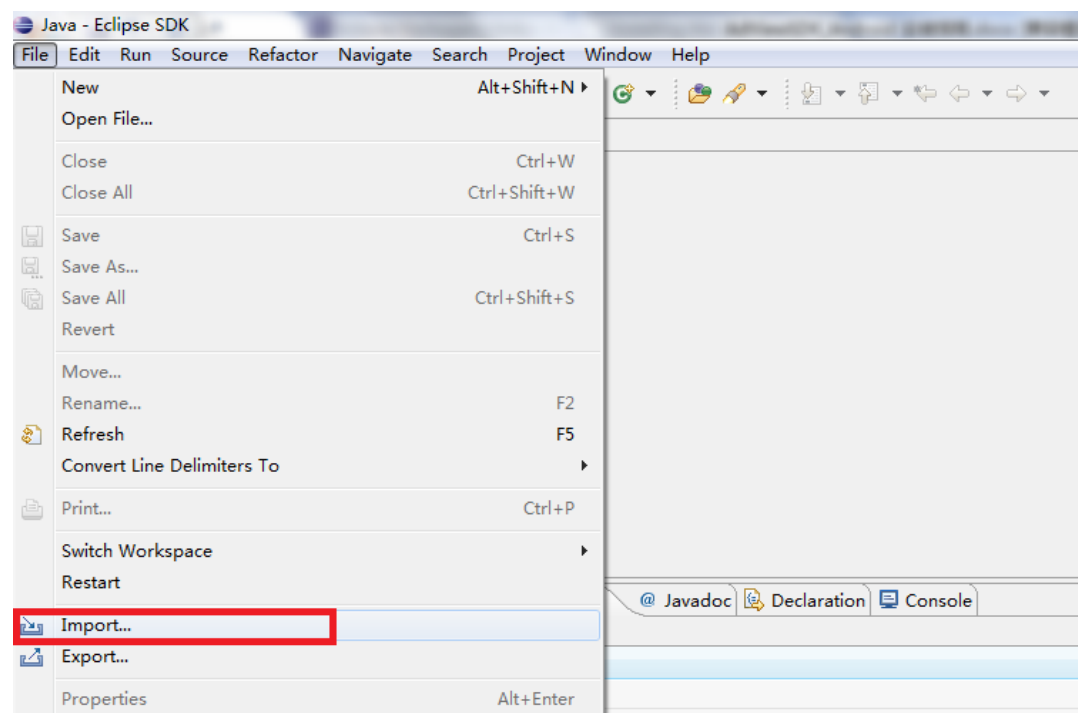 Java - Eclipse SDK
File Edit Run Source Refactor Navigate Search Project Window Help
New Alt+Shift+N
Open File...
Close Ctrl+W
Close All Ctrl+Shift+W
Save Ctrl+S
Save As...
Save All Ctrl+Shift+S
Revert
Move...
Rename... F2
Refresh F5
Convert Line Delimiters To
Print... Ctrl+P
Switch Workspace
Restart
@ Javadoc Declaration Console
Import...
Export...
Properties Alt+Enter